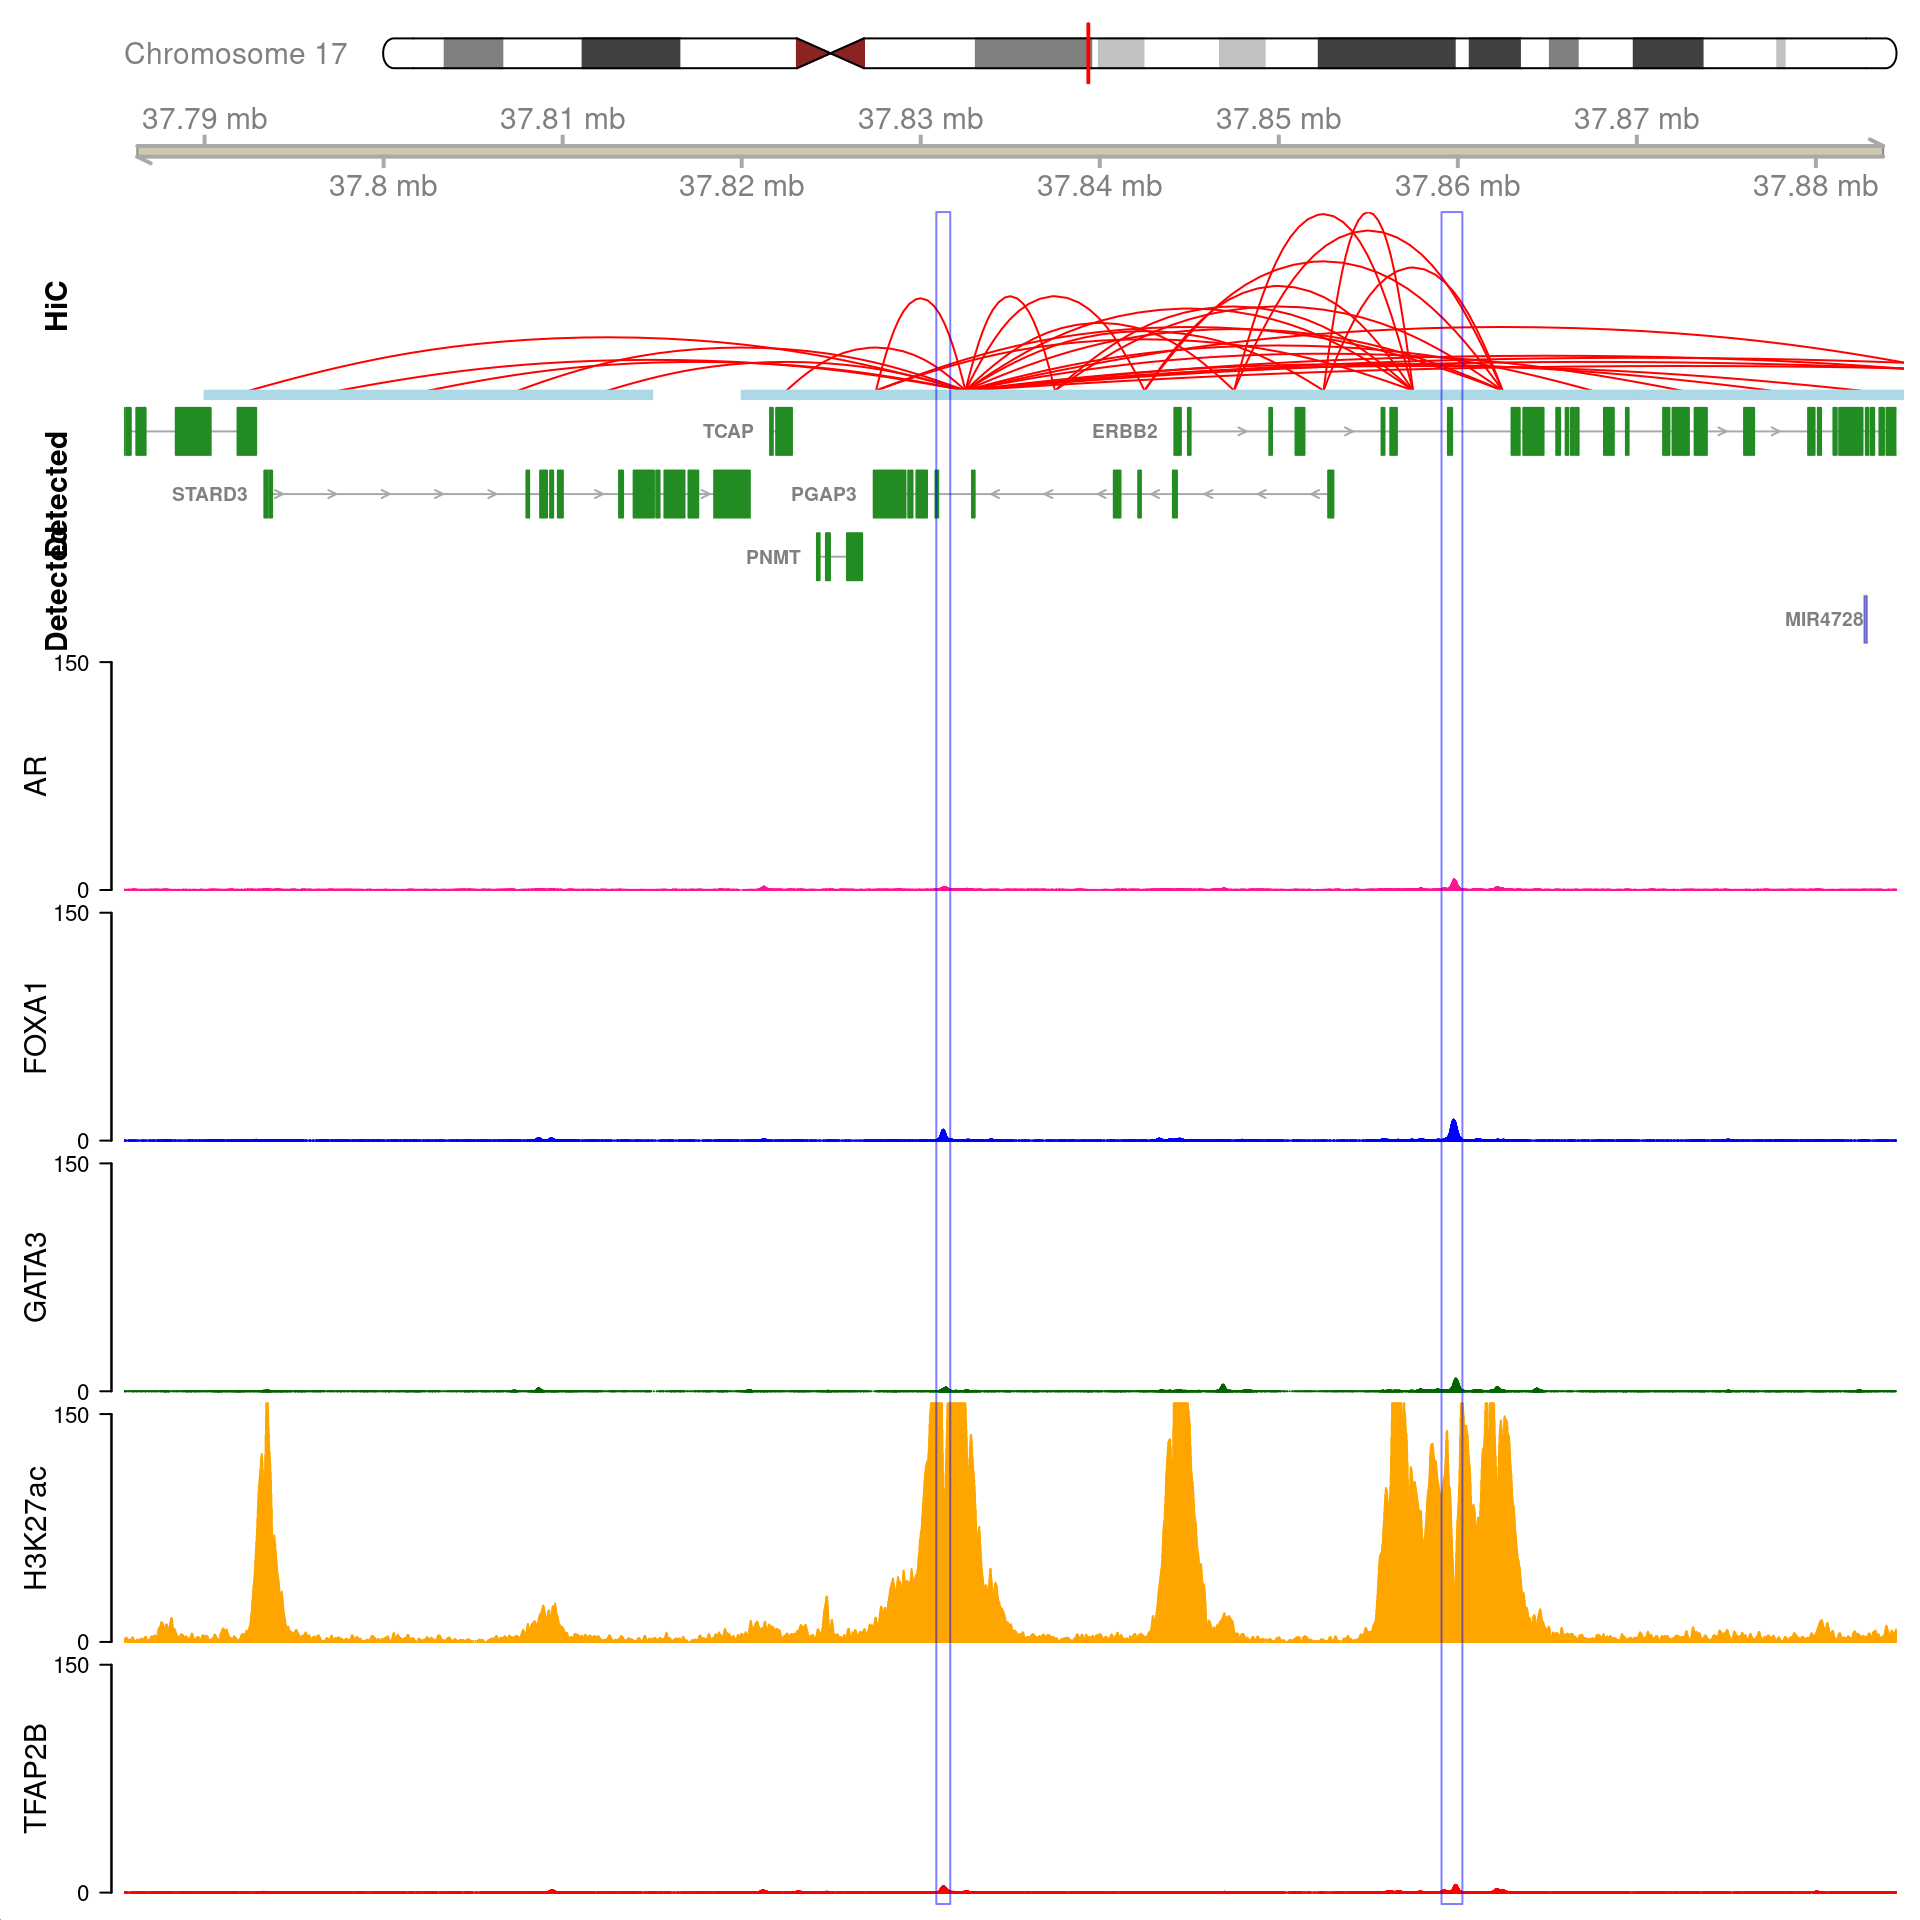 Chromosome 17
37.79 mb
37.81 mb
37.83 mb
37.85 mb
37.87 mb
37.8 mb
37.82 mb
37.84 mb
37.86 mb
37.88 mb
HiC
Detected
TCAP
ERBB2
STARD3
PGAP3
Detected
PNMT
MIR4728
150
AR
0
150
FOXA1
0
150
GATA3
0
150
H3K27ac
0
150
TFAP2B
0